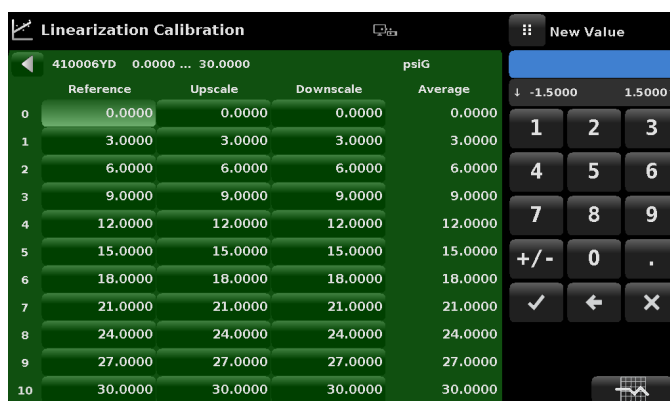 Linearization Calibration
New Value
410006YD 0.0000 ... 30.0000 psiG
↓ -1.5000 1.5000
Reference Upscale Downscale Average
0 0.0000 0.0000 0.0000 0.0000
1 3.0000 3.0000 3.0000 3.0000
2 6.0000 6.0000 6.0000 6.0000
3 9.0000 9.0000 9.0000 9.0000
4 12.0000 12.0000 12.0000 12.0000
5 15.0000 15.0000 15.0000 15.0000
6 18.0000 18.0000 18.0000 18.0000
7 21.0000 21.0000 21.0000 21.0000
8 24.0000 24.0000 24.0000 24.0000
9 27.0000 27.0000 27.0000 27.0000
10 30.0000 30.0000 30.0000 30.0000
1 2 3
4 5 6
7 8 9
+/- 0 .